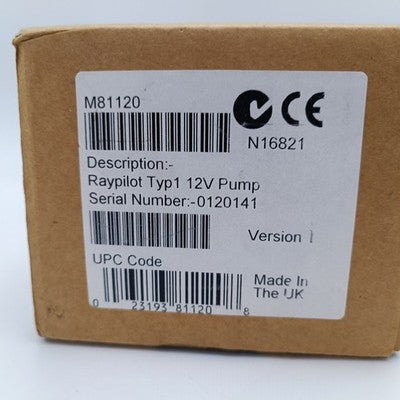 M81120
CE
N16821
Description:-
Raypilot Typ1 12V Pump
Serial Number:-0120141
Version 1
UPC Code
Made In
The UK
0 23193 81120 8